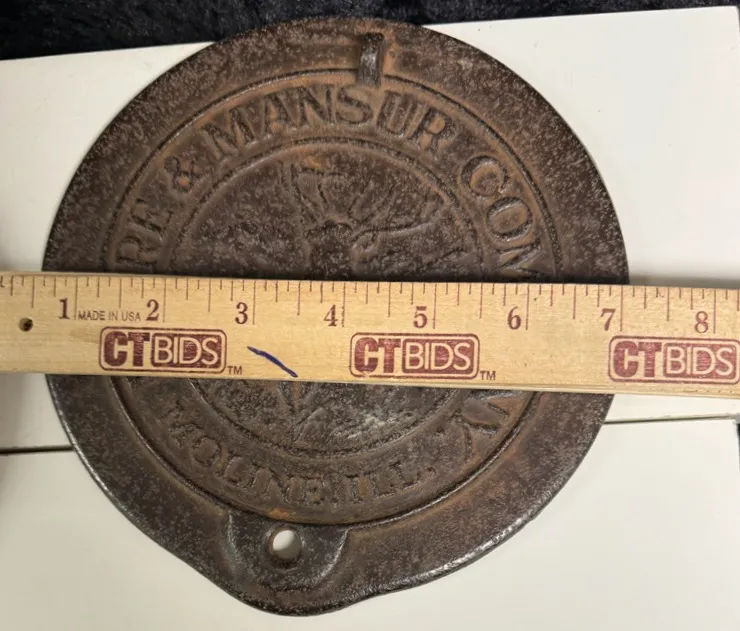 RE & MANSUR COM
NY
MOLINE ILL.
1 MADE IN USA 2 3 4 5 6 7 8
CTBIDS TM CTBIDS TM CTBIDS